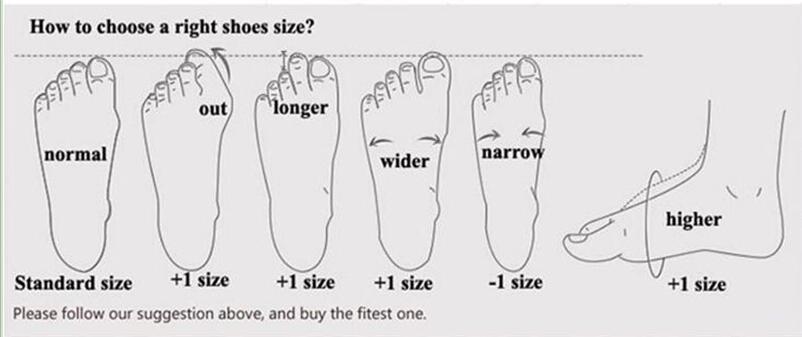 How to choose a right shoes size?
out
longer
normal
wider
narrow
higher
Standard size
+1 size
+1 size
+1 size
-1 size
+1 size
Please follow our suggestion above, and buy the fitest one.